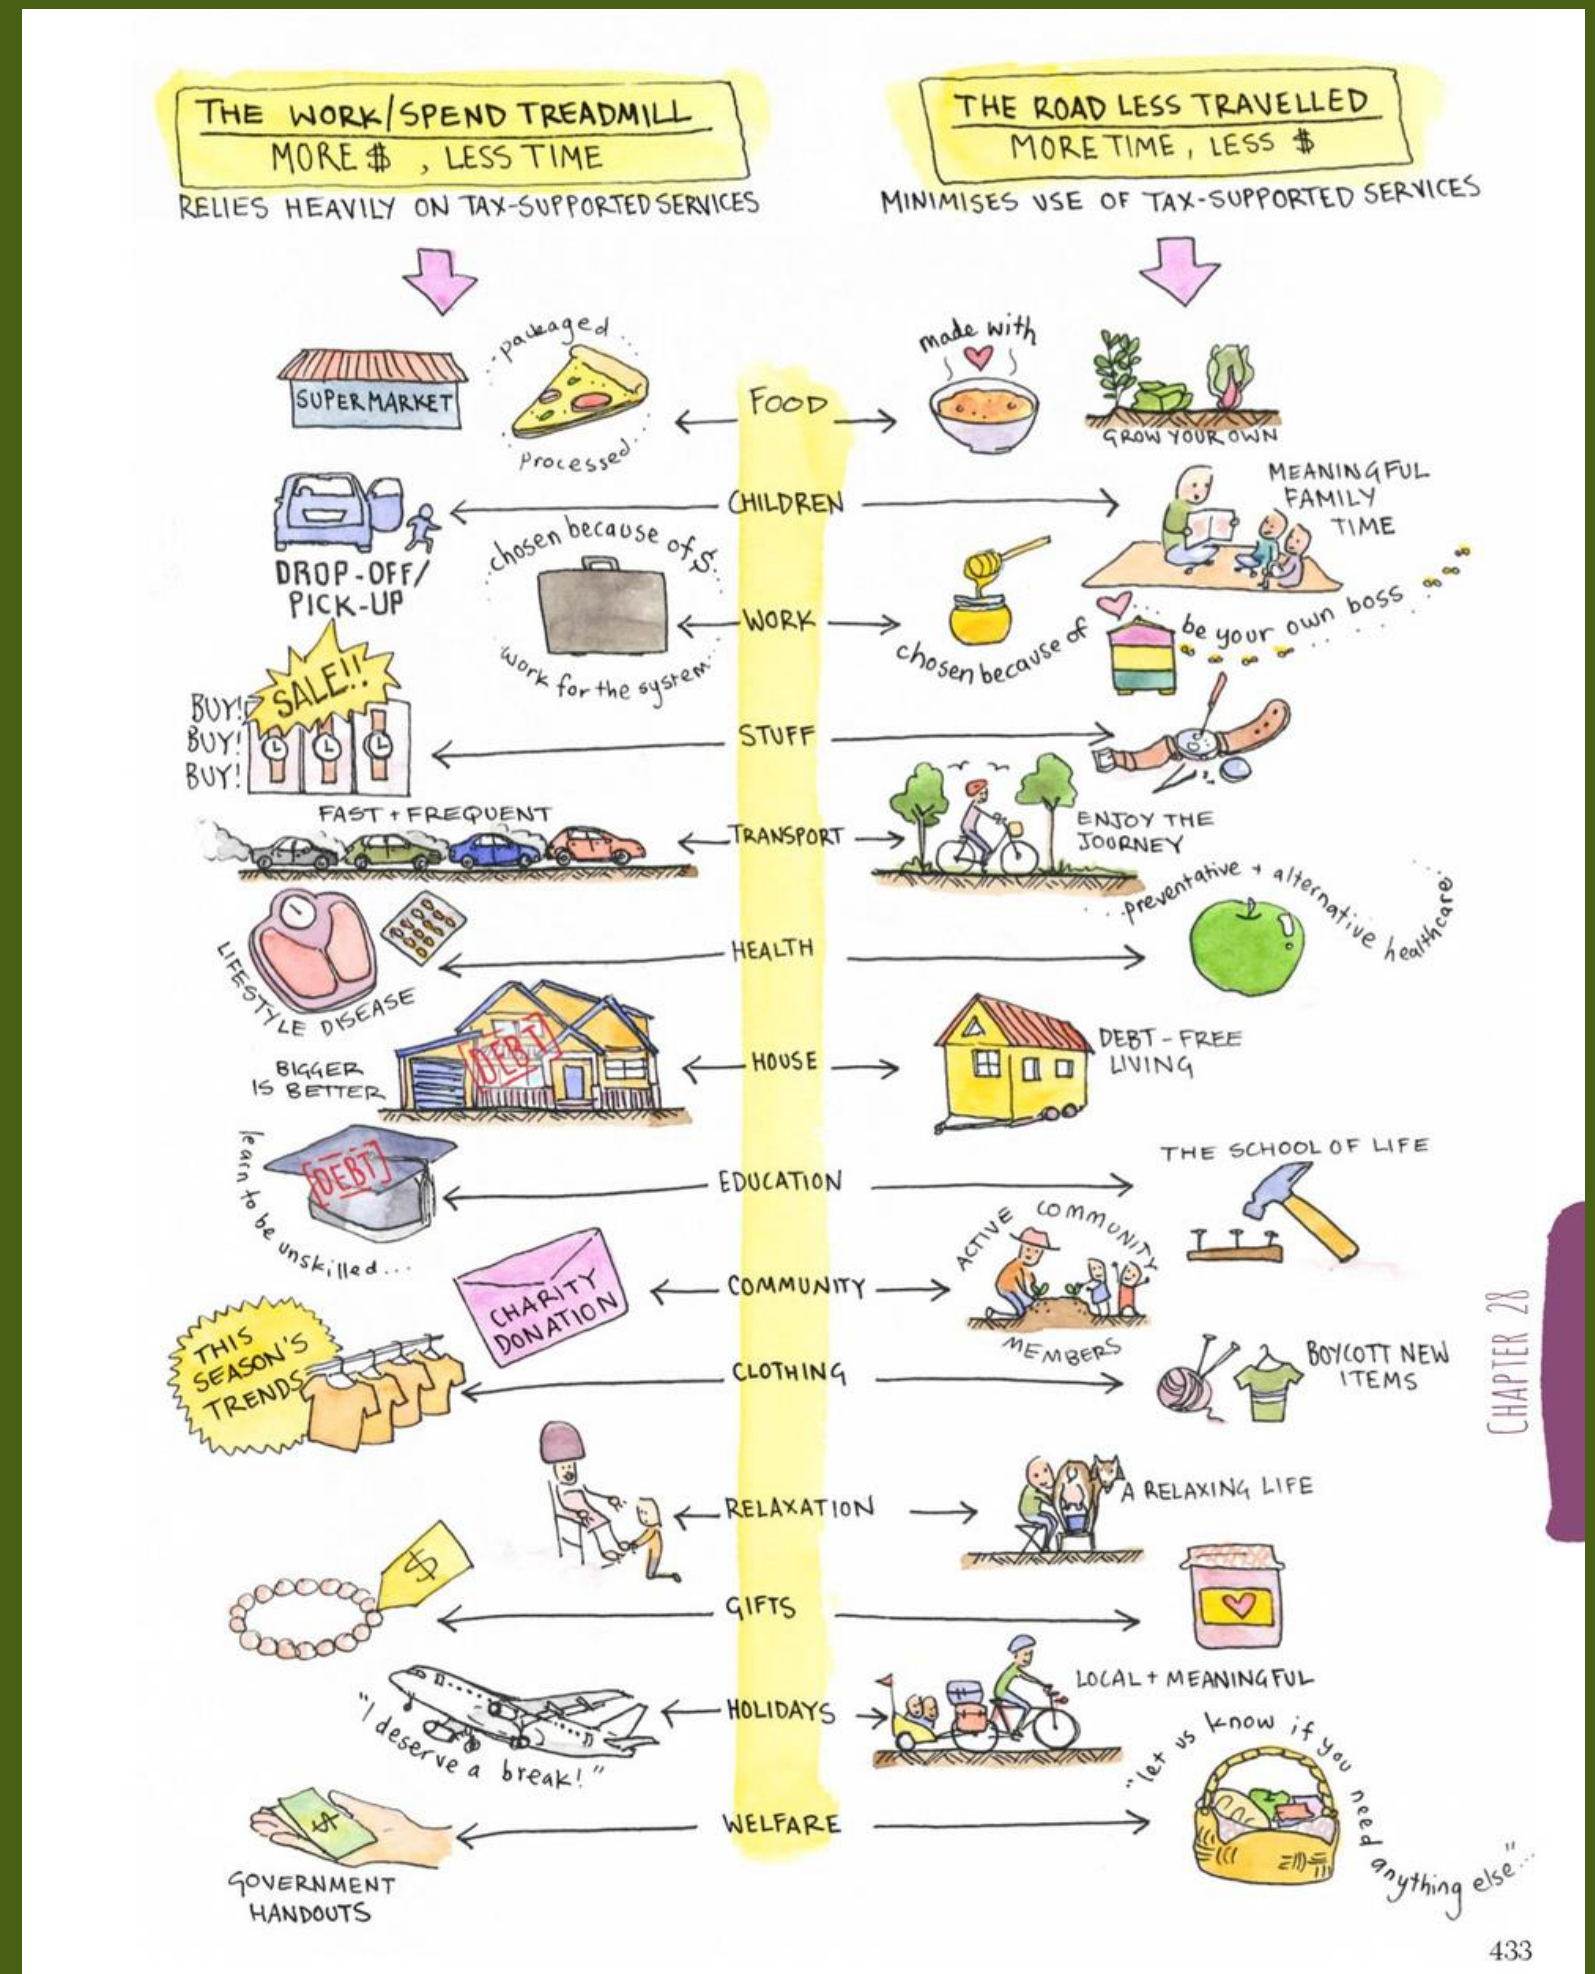 THE WORK/SPEND TREADMILL
MORE $, LESS TIME
RELIES HEAVILY ON TAX-SUPPORTED SERVICES
THE ROAD LESS TRAVELLED
MORE TIME, LESS $
MINIMISES USE OF TAX-SUPPORTED SERVICES
SUPERMARKET
packaged...
processed...
FOOD
made with
GROW YOUR OWN
DROP-OFF/
PICK-UP
CHILDREN
MEANINGFUL
FAMILY
TIME
...chosen because of $...
work for the system...
WORK
chosen because of
... be your own boss ...
SALE!!
BUY!
BUY!
BUY!
STUFF
FAST + FREQUENT
TRANSPORT
ENJOY THE
JOURNEY
LIFESTYLE DISEASE
HEALTH
...preventative + alternative healthcare...
BIGGER
IS BETTER
DEBT
HOUSE
DEBT-FREE
LIVING
DEBT
learn to be unskilled...
EDUCATION
THE SCHOOL OF LIFE
CHARITY
DONATION
COMMUNITY
ACTIVE COMMUNITY
MEMBERS
THIS
SEASON'S
TRENDS
CLOTHING
BOYCOTT NEW
ITEMS
RELAXATION
A RELAXING LIFE
$
GIFTS
"I deserve a break!"
HOLIDAYS
LOCAL + MEANINGFUL
$
GOVERNMENT
HANDOUTS
WELFARE
"let us know if you need anything else"...
CHAPTER 28
433